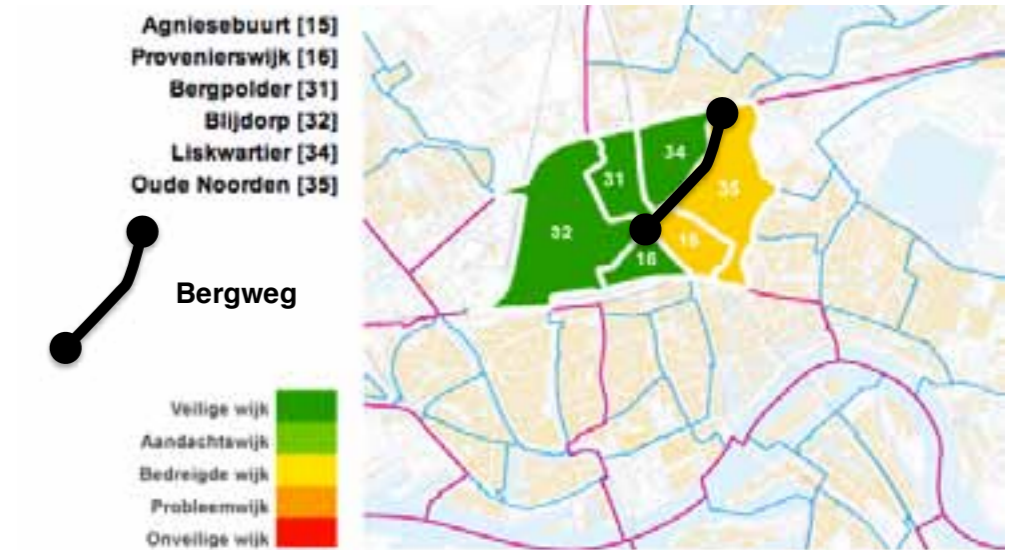 Agniesebuurt [15]
Provenierswijk [16]
Bergpolder [31]
Blijdorp [32]
Liskwartier [34]
Oude Noorden [35]
Bergweg
Veilige wijk
Aandachtswijk
Bedreigde wijk
Probleemwijk
Onveilige wijk
34
31
35
32
15
16